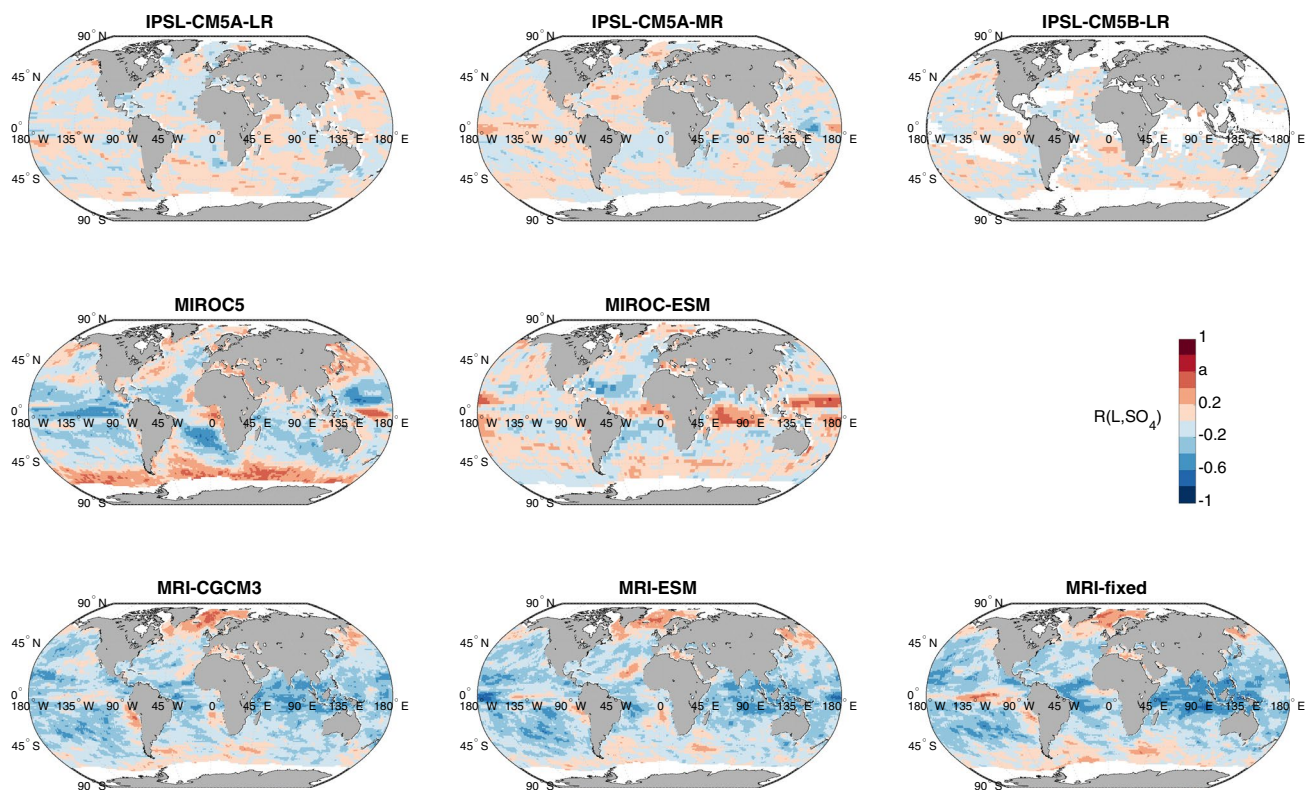 IPSL-CM5A-LR IPSL-CM5A-MR IPSL-CM5B-LR
90° N 90° N 90° N
45° N 45° N 45° N
0° 0° 0°
180° W 135° W 90° W 45° W 0° 45° E 90° E 135° E 180° E 180° W 135° W 90° W 45° W 0° 45° E 90° E 135° E 180° E 180° W 135° W 90° W 45° W 0° 45° E 90° E 135° E 180° E
45° S 45° S 45° S
90° S 90° S 90° S
MIROC5 MIROC-ESM
90° N 90° N
45° N 45° N
0° 0°
180° W 135° W 90° W 45° W 0° 45° E 90° E 135° E 180° E 180° W 135° W 90° W 45° W 0° 45° E 90° E 135° E 180° E
45° S 45° S
90° S 90° S
R(L,SO₄)
1
a
0.2
-0.2
-0.6
-1
MRI-CGCM3 MRI-ESM MRI-fixed
90° N 90° N 90° N
45° N 45° N 45° N
0° 0° 0°
180° W 135° W 90° W 45° W 0° 45° E 90° E 135° E 180° E 180° W 135° W 90° W 45° W 0° 45° E 90° E 135° E 180° E 180° W 135° W 90° W 45° W 0° 45° E 90° E 135° E 180° E
45° S 45° S 45° S
90° S 90° S 90° S